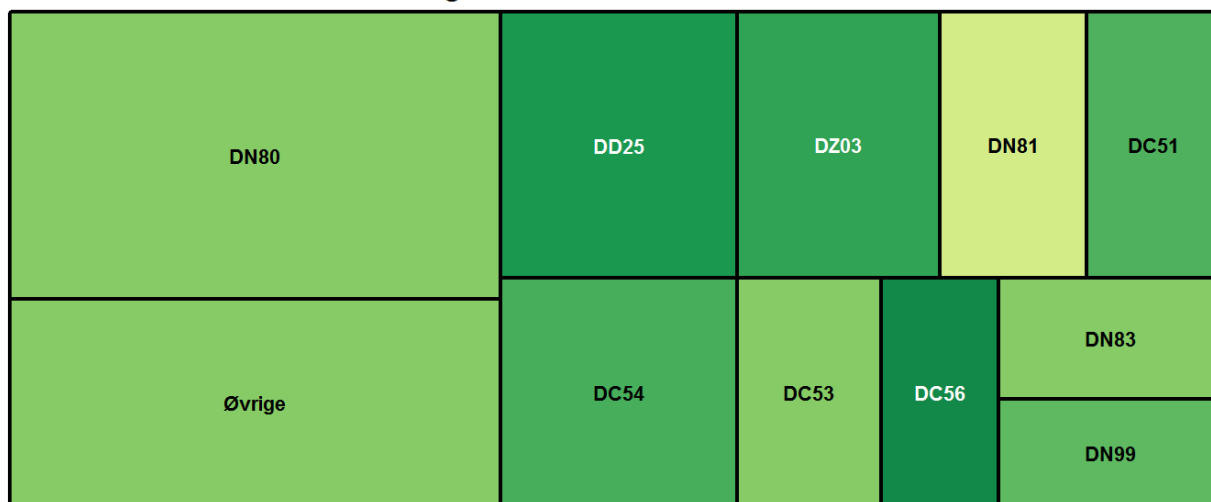 DN80
Øvrige
DD25
DZ03
DN81
DC51
DC54
DC53
DC56
DN83
DN99